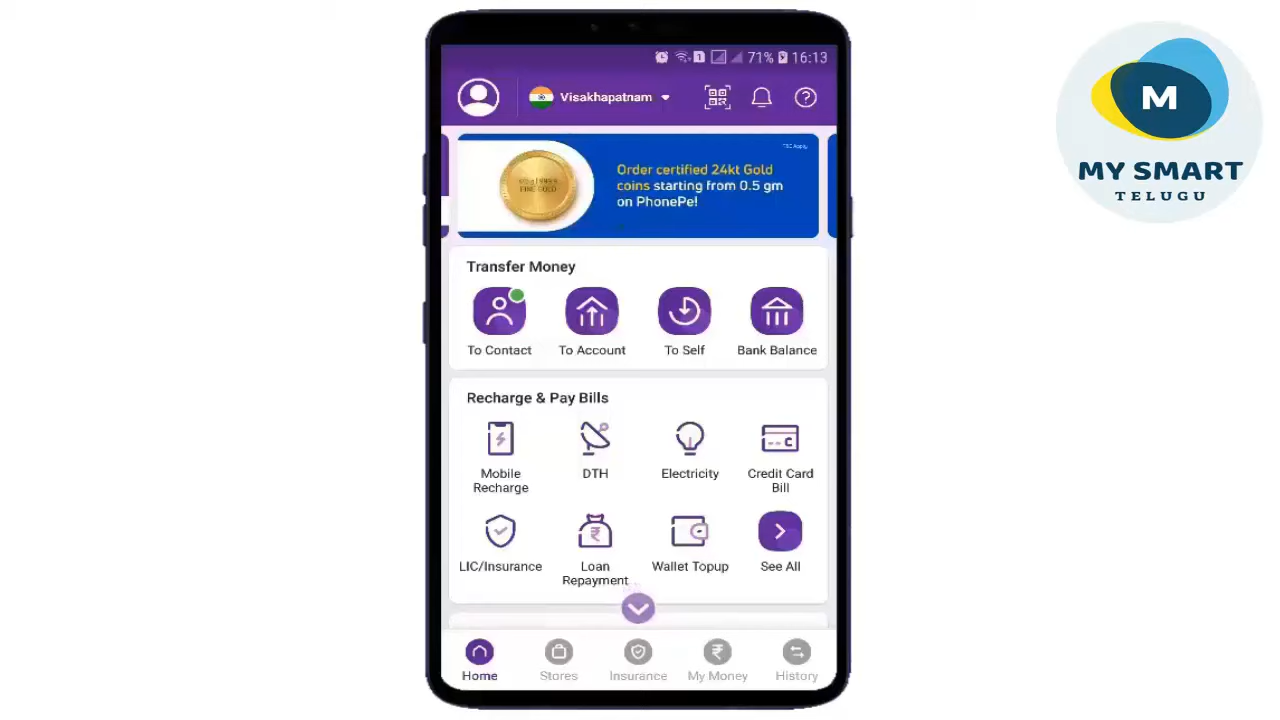 71% 16:13
Visakhapatnam
Order certified 24kt Gold
coins starting from 0.5 gm
on PhonePe!
Transfer Money
To Contact
To Account
To Self
Bank Balance
Recharge & Pay Bills
Mobile
Recharge
DTH
Electricity
Credit Card
Bill
LIC/Insurance
Loan
Repayment
Wallet Topup
See All
Home
Stores
Insurance
My Money
History
M
MY SMART
TELUGU